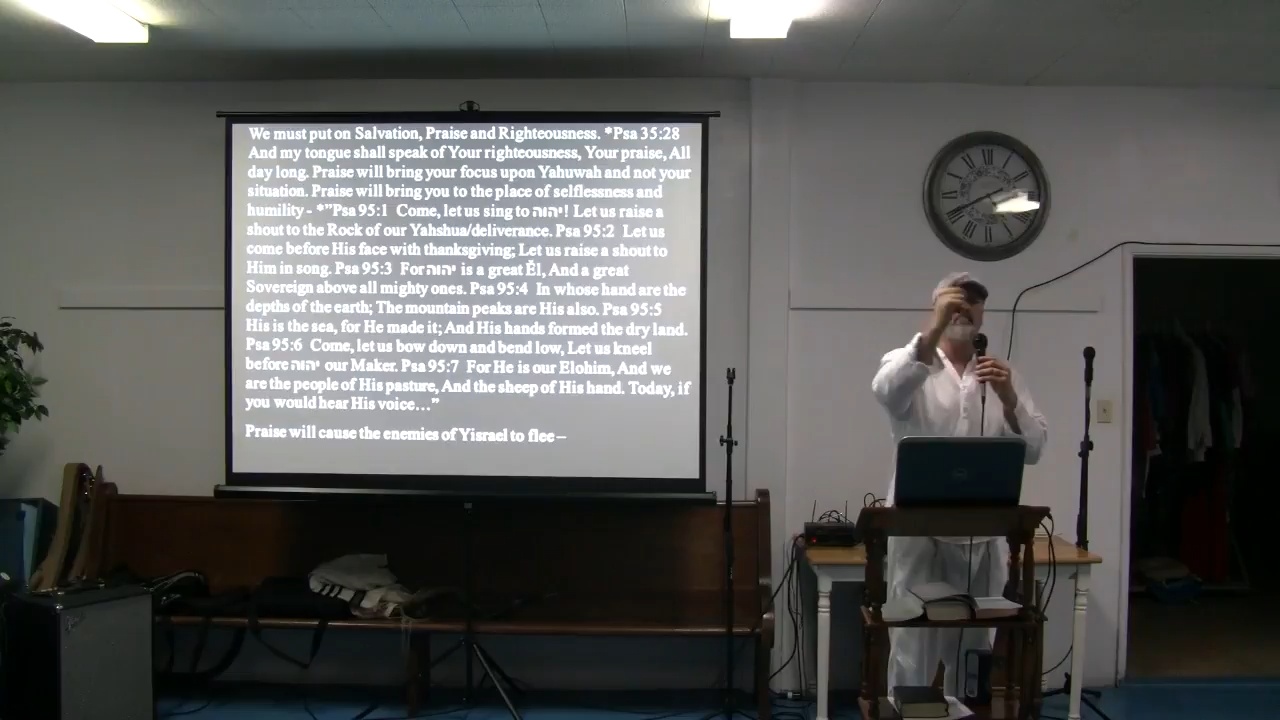 We must put on Salvation, Praise and Righteousness. *Psa 35:28
And my tongue shall speak of Your righteousness, Your praise, All
day long. Praise will bring your focus upon Yahuwah and not your
situation. Praise will bring you to the place of selflessness and
humility - *"Psa 95:1 Come, let us sing to יהוה! Let us raise a
shout to the Rock of our Yahshua/deliverance. Psa 95:2 Let us
come before His face with thanksgiving; Let us raise a shout to
Him in song. Psa 95:3 For יהוה is a great Ĕl, And a great
Sovereign above all mighty ones. Psa 95:4 In whose hand are the
depths of the earth; The mountain peaks are His also. Psa 95:5
His is the sea, for He made it; And His hands formed the dry land.
Psa 95:6 Come, let us bow down and bend low, Let us kneel
before יהוה our Maker. Psa 95:7 For He is our Elohim, And we
are the people of His pasture, And the sheep of His hand. Today, if
you would hear His voice…"
Praise will cause the enemies of Yisrael to flee –